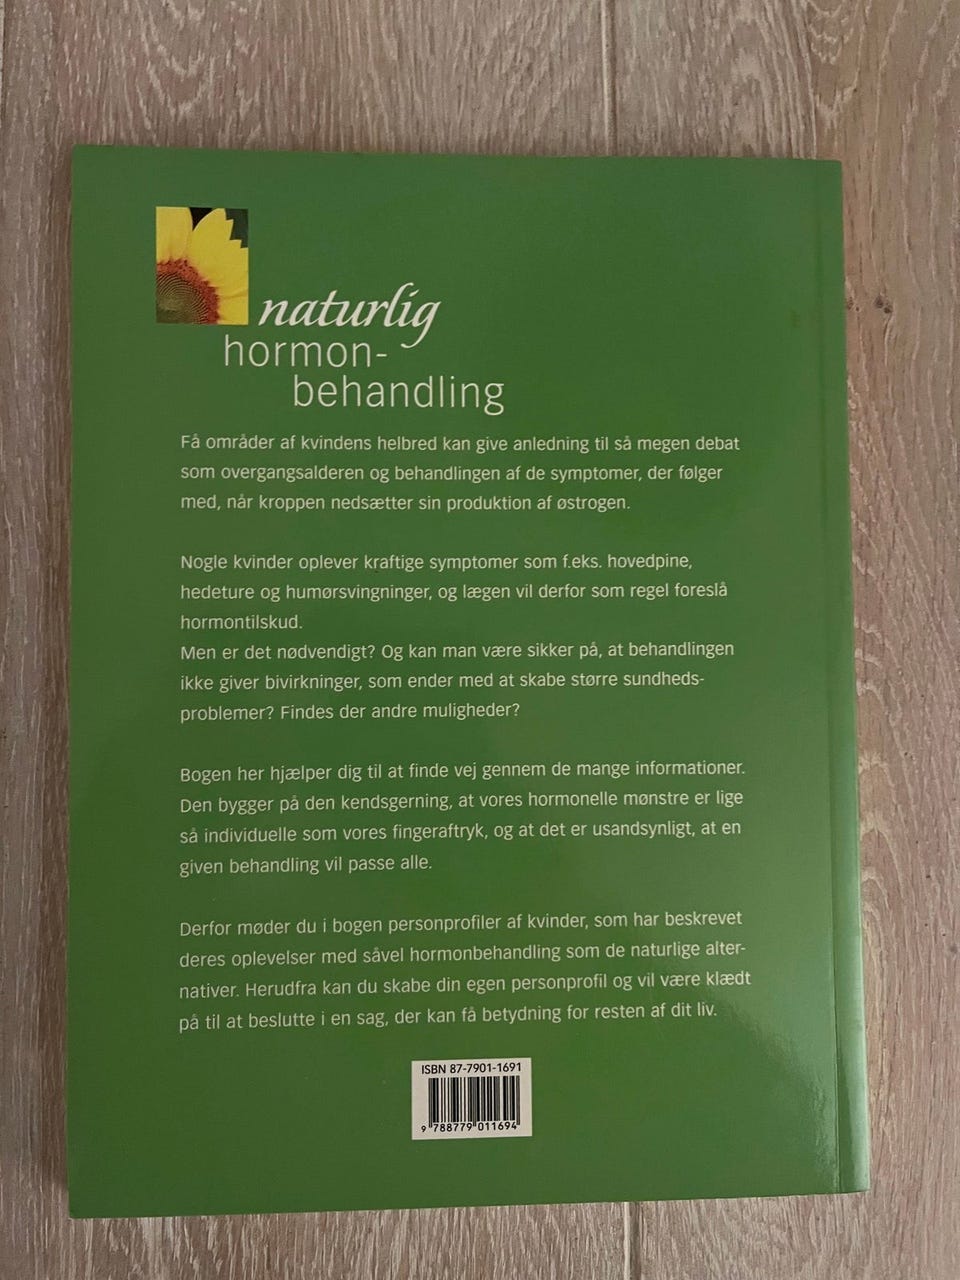 naturlig
hormon-
behandling
Få områder af kvindens helbred kan give anledning til så megen debat
som overgangsalderen og behandlingen af de symptomer, der følger
med, når kroppen nedsætter sin produktion af østrogen.
Nogle kvinder oplever kraftige symptomer som f.eks. hovedpine,
hedeture og humørsvingninger, og lægen vil derfor som regel foreslå
hormontilskud.
Men er det nødvendigt? Og kan man være sikker på, at behandlingen
ikke giver bivirkninger, som ender med at skabe større sundheds-
problemer? Findes der andre muligheder?
Bogen her hjælper dig til at finde vej gennem de mange informationer.
Den bygger på den kendsgerning, at vores hormonelle mønstre er lige
så individuelle som vores fingeraftryk, og at det er usandsynligt, at en
given behandling vil passe alle.
Derfor møder du i bogen personprofiler af kvinder, som har beskrevet
deres oplevelser med såvel hormonbehandling som de naturlige alter-
nativer. Herudfra kan du skabe din egen personprofil og vil være klædt
på til at beslutte i en sag, der kan få betydning for resten af dit liv.
ISBN 87-7901-1691
9 788779 011694